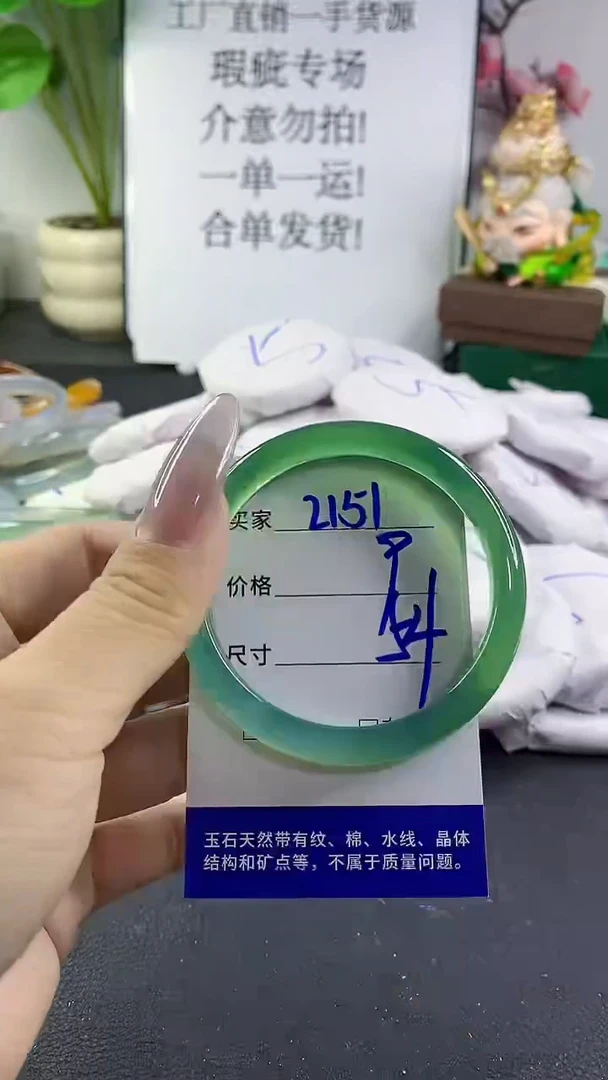 工厂直销一手货源
瑕疵专场
介意勿拍!
一单一运!
合单发货!
买家 2151
价格
尺寸 54
玉石天然带有纹、棉、水线、晶体
结构和矿点等，不属于质量问题。